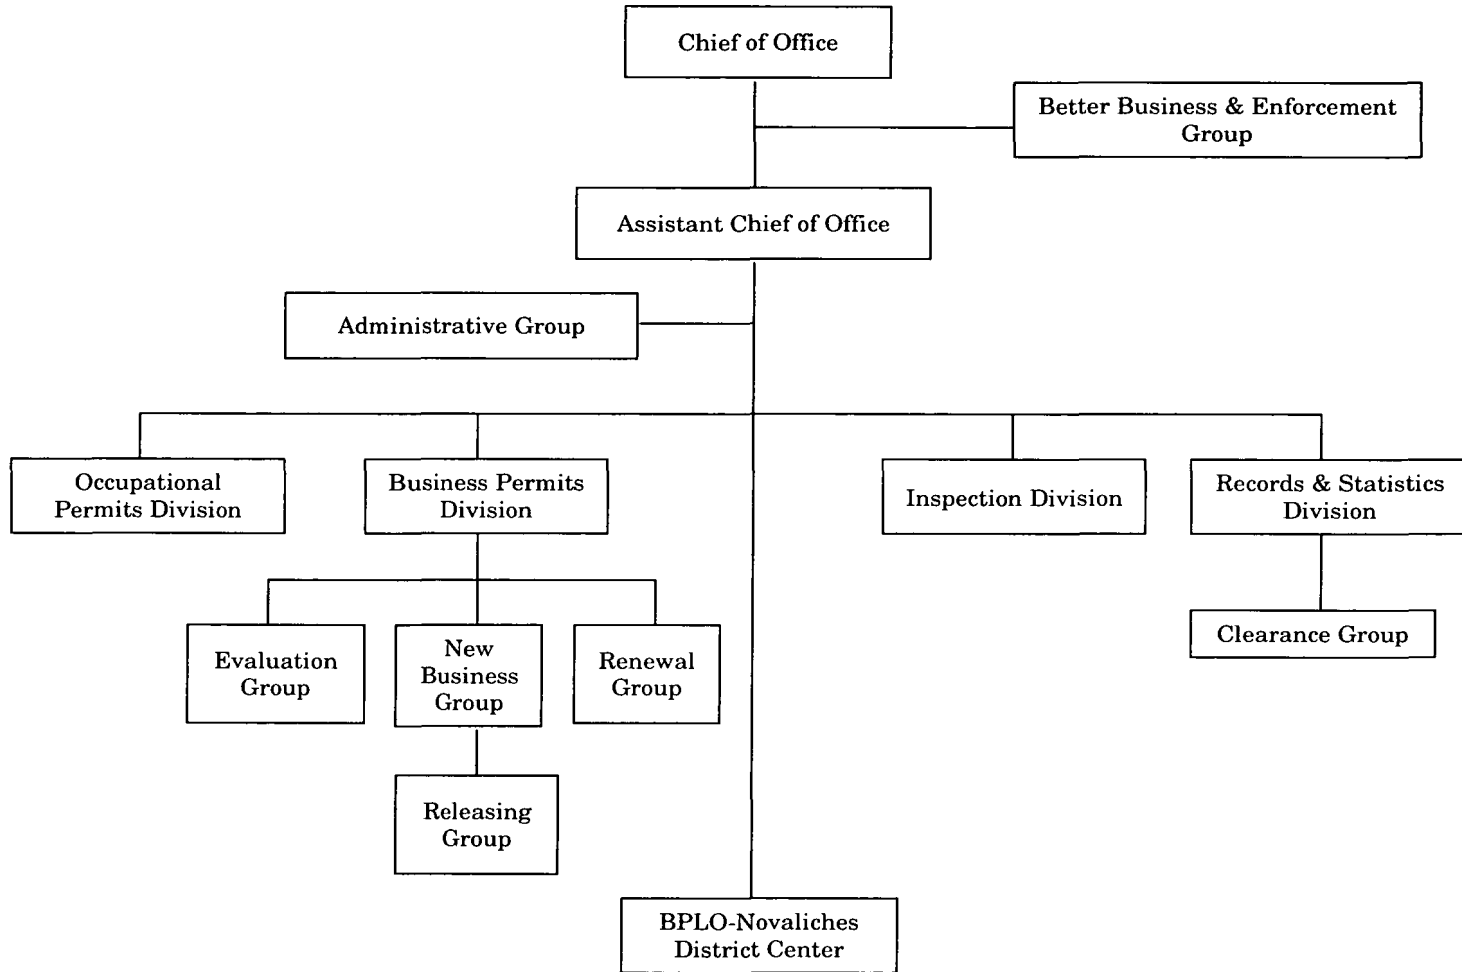 Chief of Office
Better Business & Enforcement
Group
Assistant Chief of Office
Administrative Group
Occupational
Permits Division
Business Permits
Division
Inspection Division
Records & Statistics
Division
Evaluation
Group
New
Business
Group
Renewal
Group
Clearance Group
Releasing
Group
BPLO-Novaliches
District Center